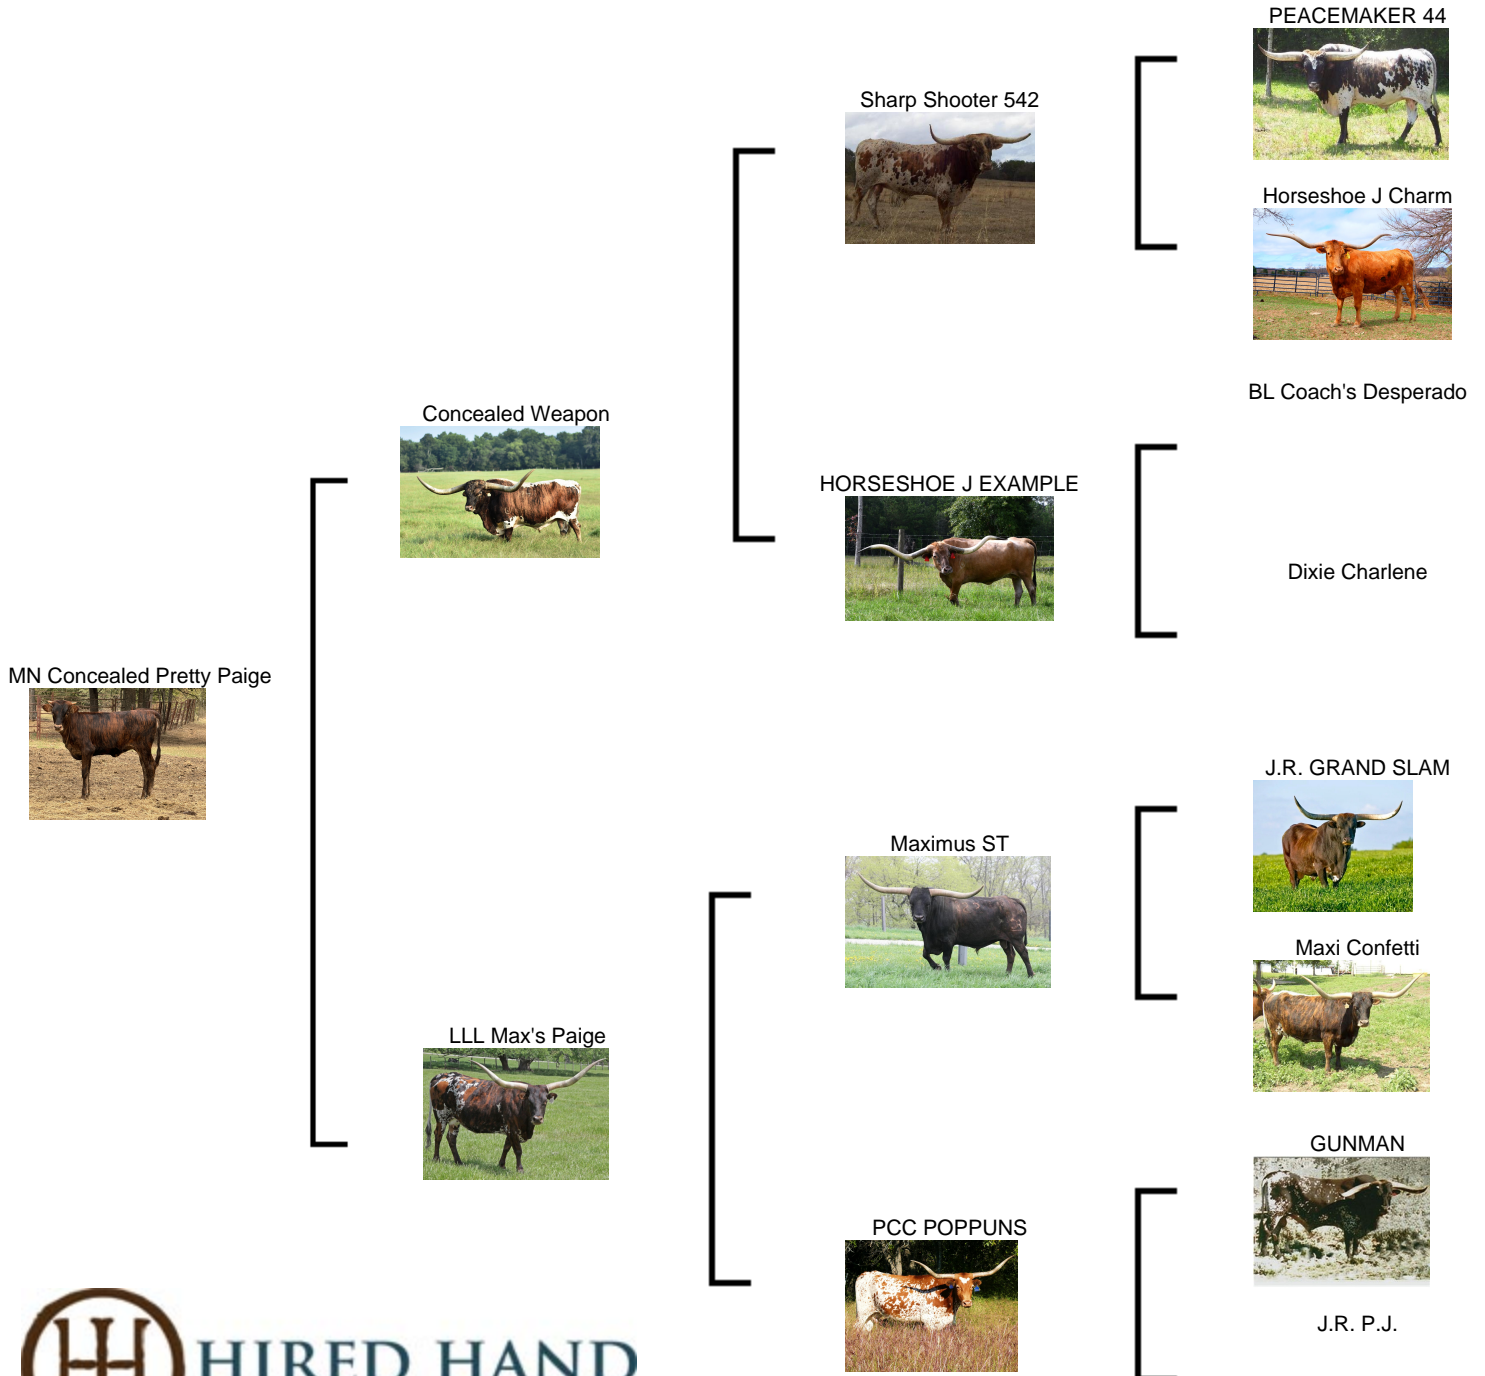 PEACEMAKER 44
Sharp Shooter 542
Horseshoe J Charm
BL Coach's Desperado
Concealed Weapon
HORSESHOE J EXAMPLE
Dixie Charlene
MN Concealed Pretty Paige
J.R. GRAND SLAM
Maximus ST
Maxi Confetti
LLL Max's Paige
GUNMAN
PCC POPPUNS
J.R. P.J.
HIRED HAND